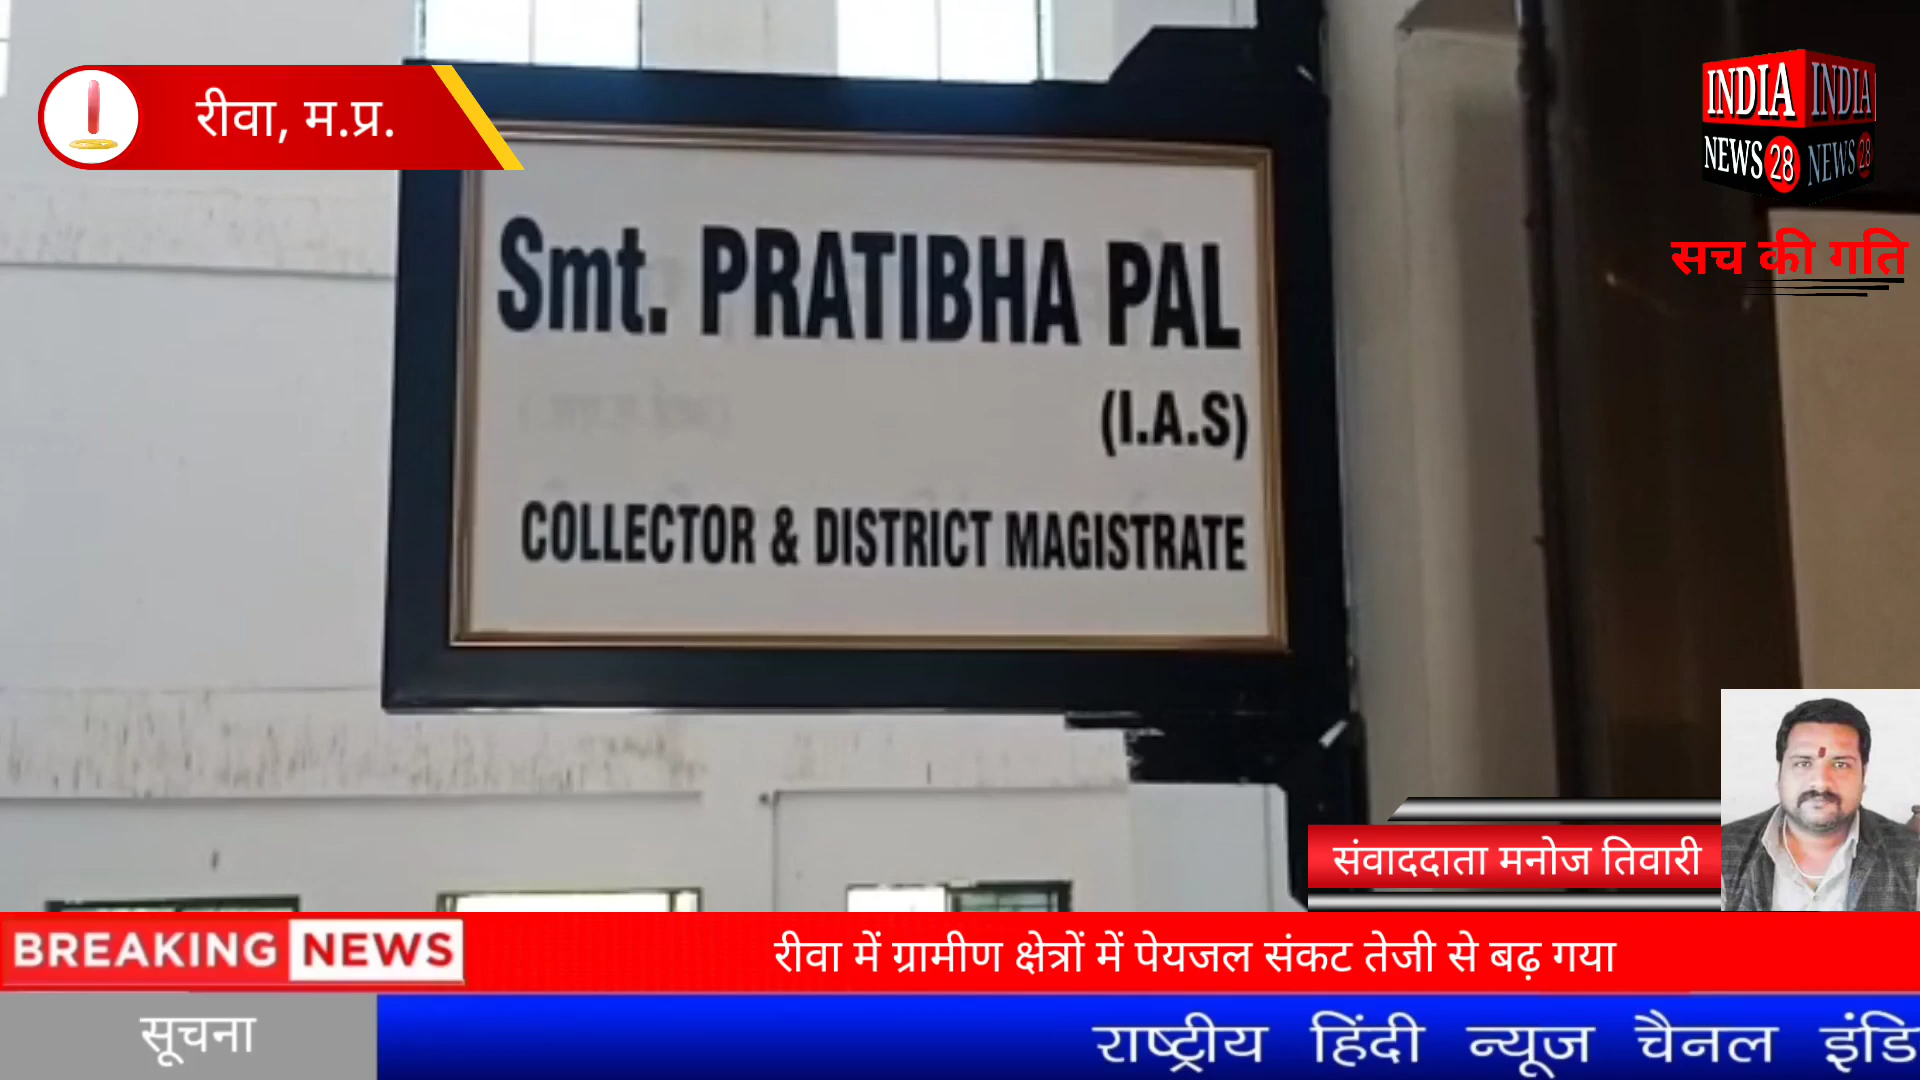 रीवा, म.प्र.
INDIA INDIA
NEWS 28 NEWS 28
सच की गति
Smt. PRATIBHA PAL
(I.A.S)
COLLECTOR & DISTRICT MAGISTRATE
संवाददाता मनोज तिवारी
BREAKING NEWS
रीवा में ग्रामीण क्षेत्रों में पेयजल संकट तेजी से बढ़ गया
सूचना
राष्ट्रीय हिंदी न्यूज चैनल इंडि